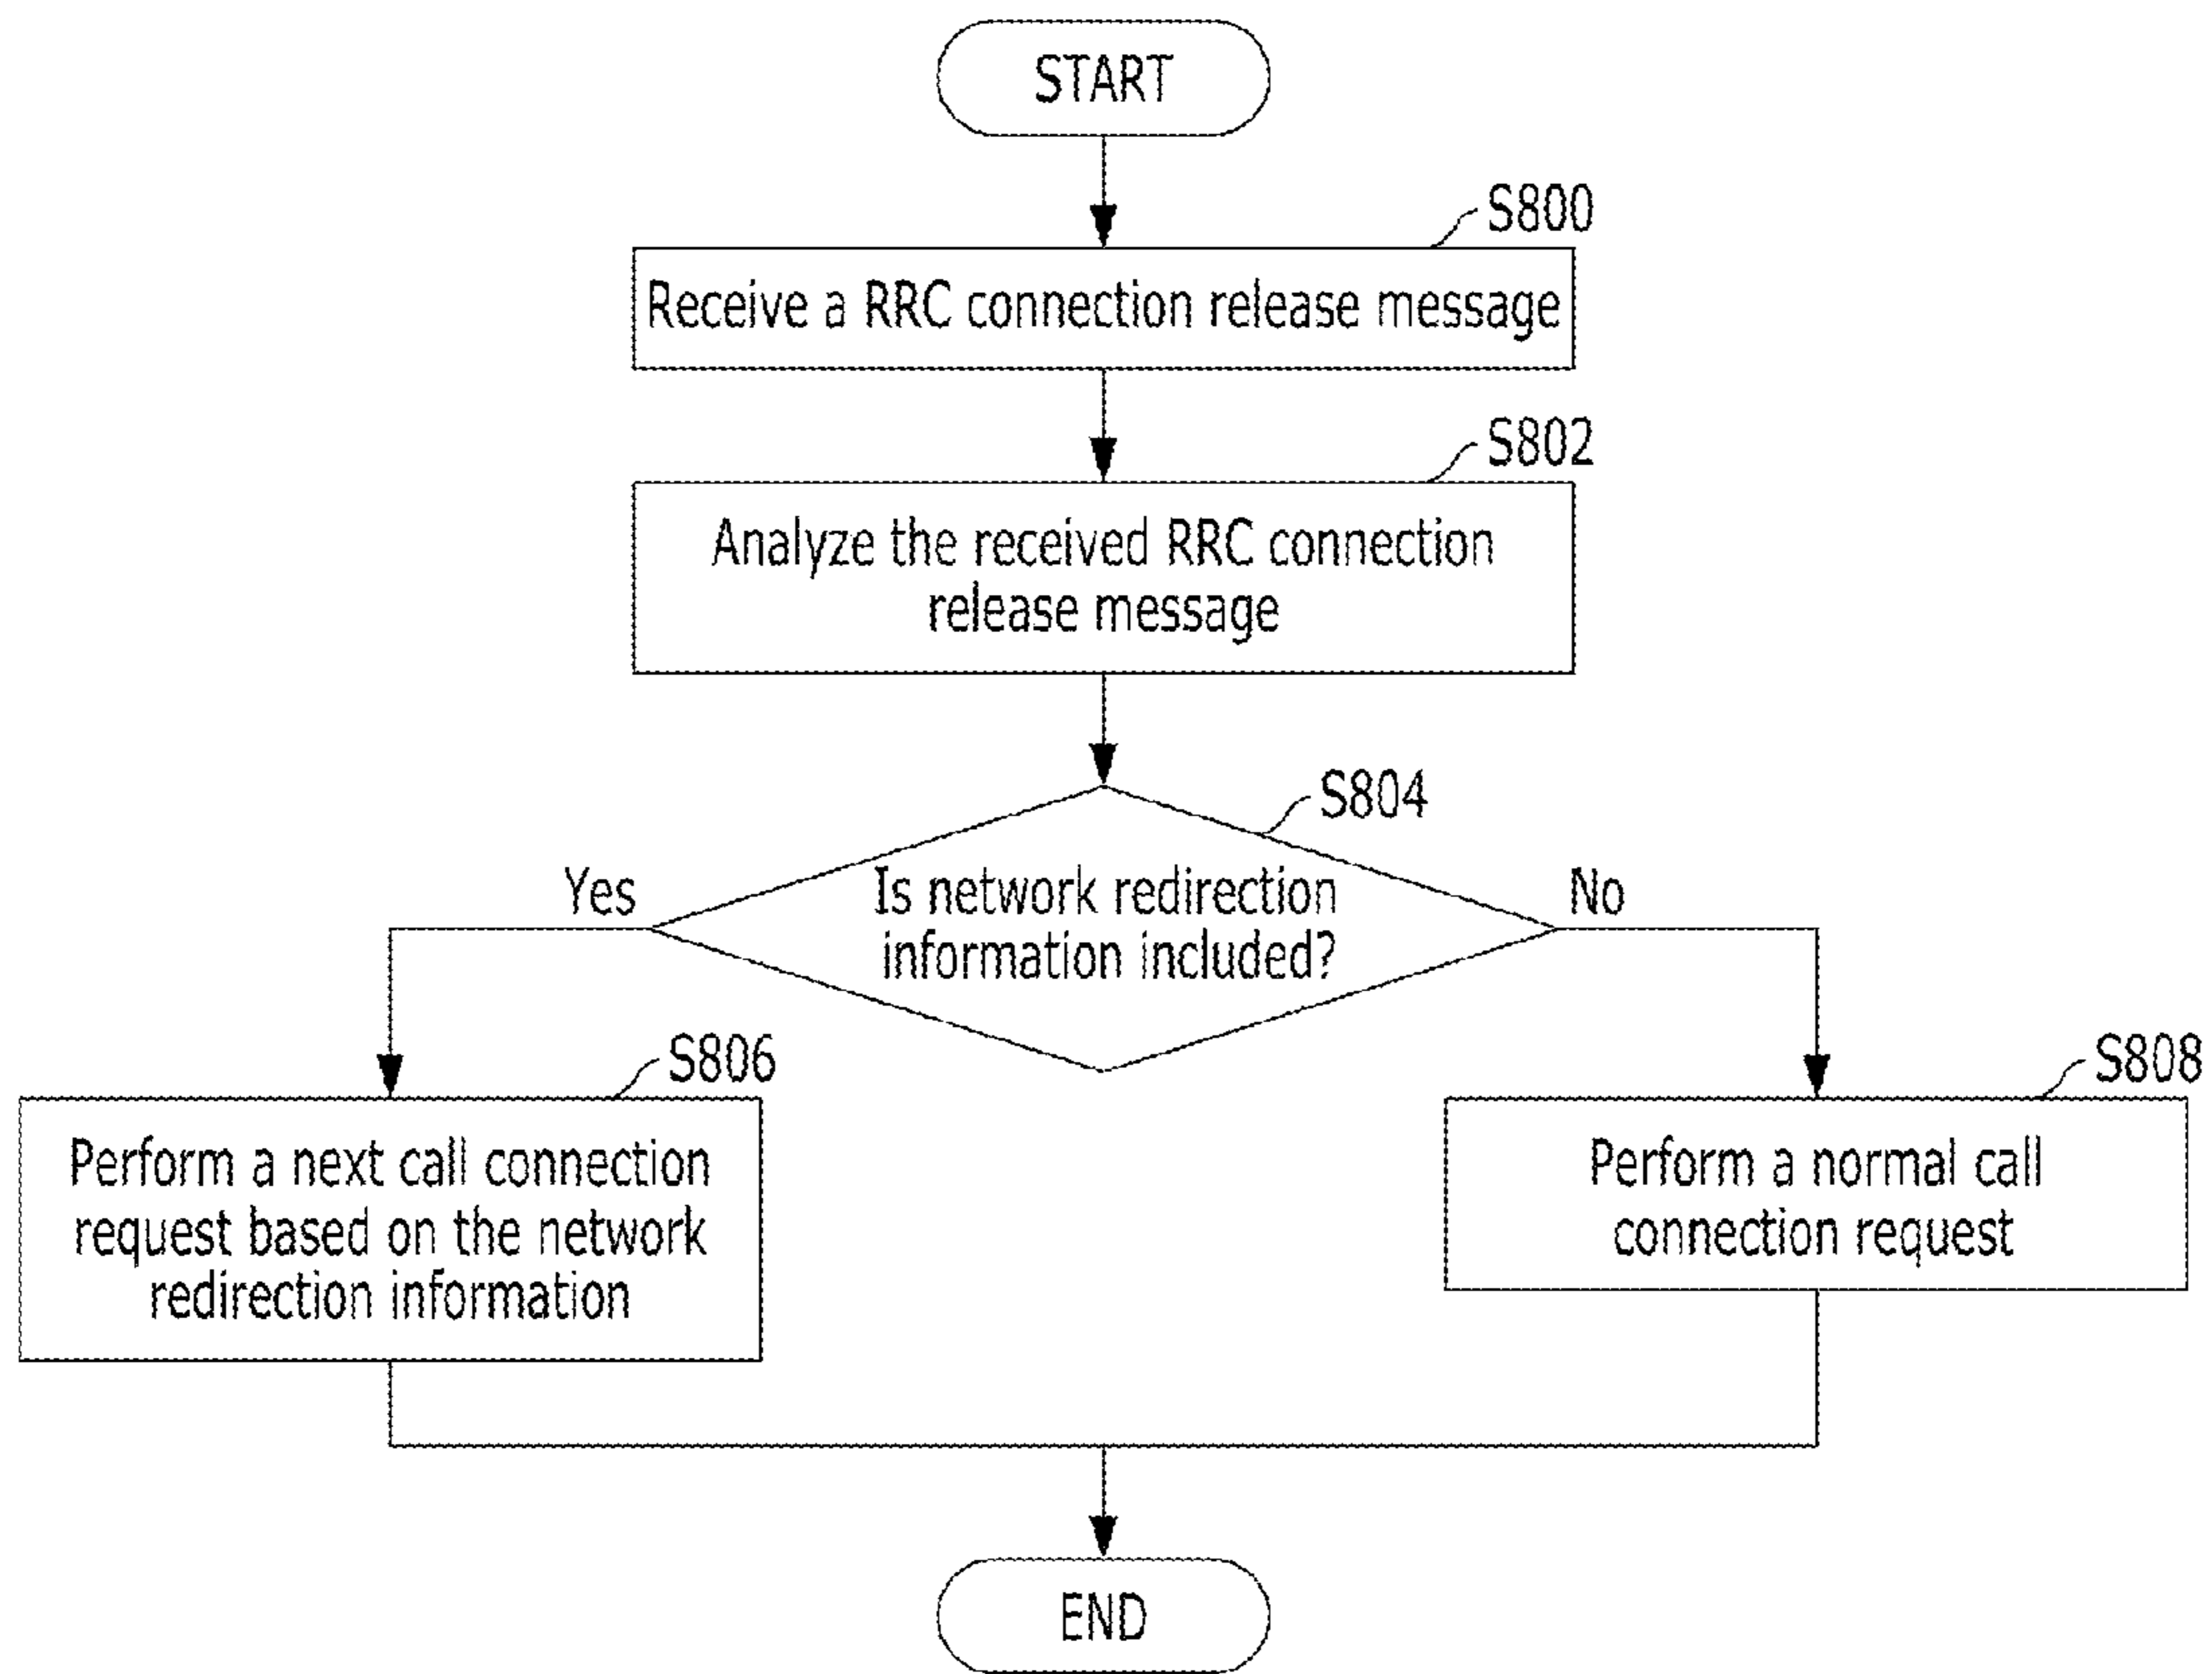 START
S800
Receive a RRC connection release message
S802
Analyze the received RRC connection
release message
S804
Yes
Is network redirection
information included?
No
S806
Perform a next call connection
request based on the network
redirection information
S808
Perform a normal call
connection request
END